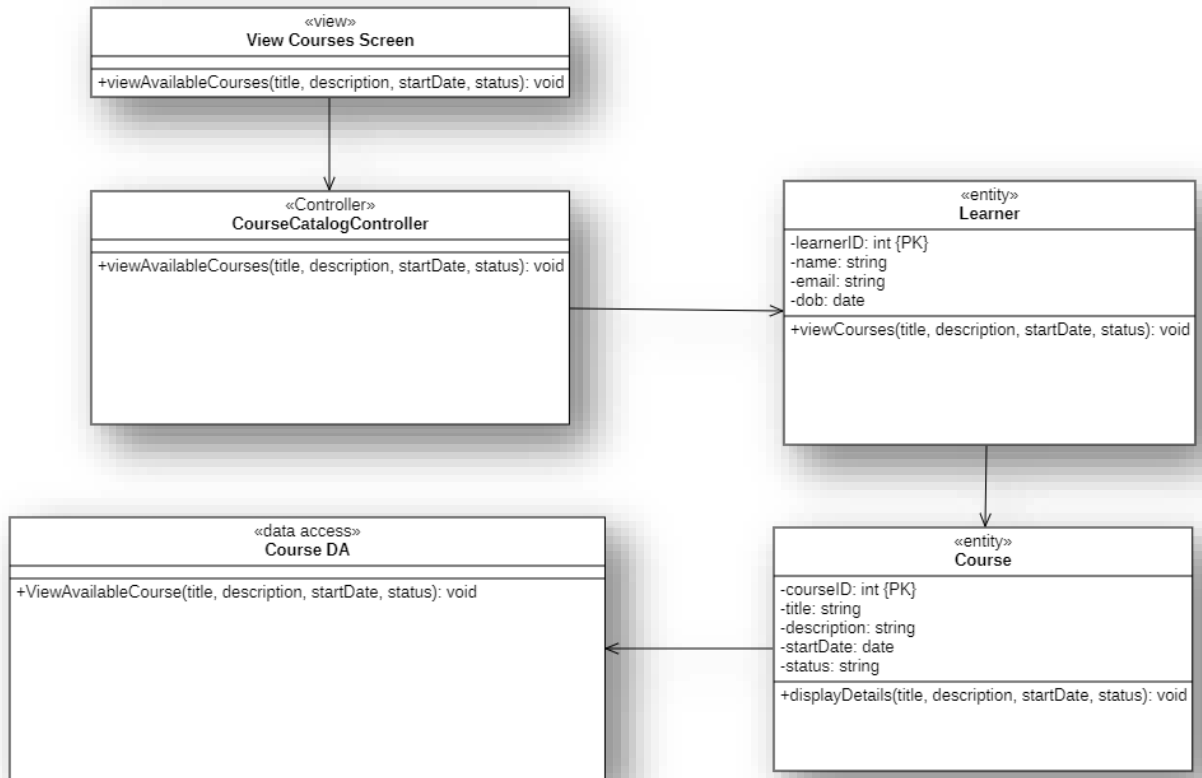 «view»
View Courses Screen
+viewAvailableCourses(title, description, startDate, status): void
«Controller»
CourseCatalogController
+viewAvailableCourses(title, description, startDate, status): void
«entity»
Learner
-learnerID: int {PK}
-name: string
-email: string
-dob: date
+viewCourses(title, description, startDate, status): void
«data access»
Course DA
+ViewAvailableCourse(title, description, startDate, status): void
«entity»
Course
-courseID: int {PK}
-title: string
-description: string
-startDate: date
-status: string
+displayDetails(title, description, startDate, status): void